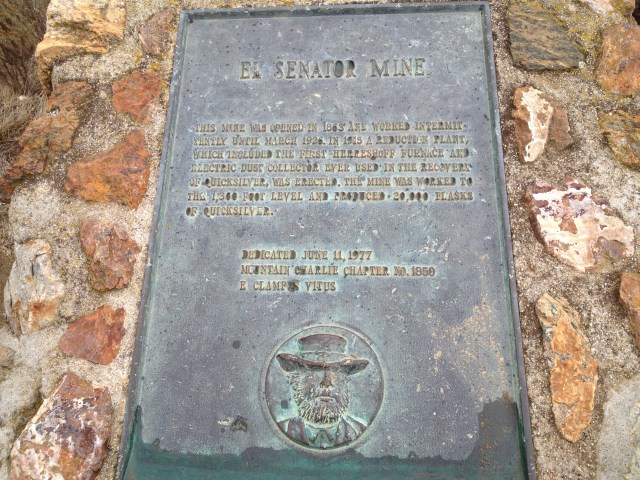 EL SENATOR MINE
THIS MINE WAS OPENED IN 1863 AND WORKED INTERMIT-
TENTLY UNTIL MARCH 1926. IN 1915 A REDUCTION PLANT,
WHICH INCLUDED THE FIRST HERRESHOFF FURNACE AND
ELECTRIC DUST COLLECTOR EVER USED IN THE RECOVERY
OF QUICKSILVER, WAS ERECTED. THE MINE WAS WORKED TO
THE 1,300 FOOT LEVEL AND PRODUCED 20,000 FLASKS
OF QUICKSILVER.
DEDICATED JUNE 11, 1977
MOUNTAIN CHARLIE CHAPTER NO. 1850
E CLAMPUS VITUS